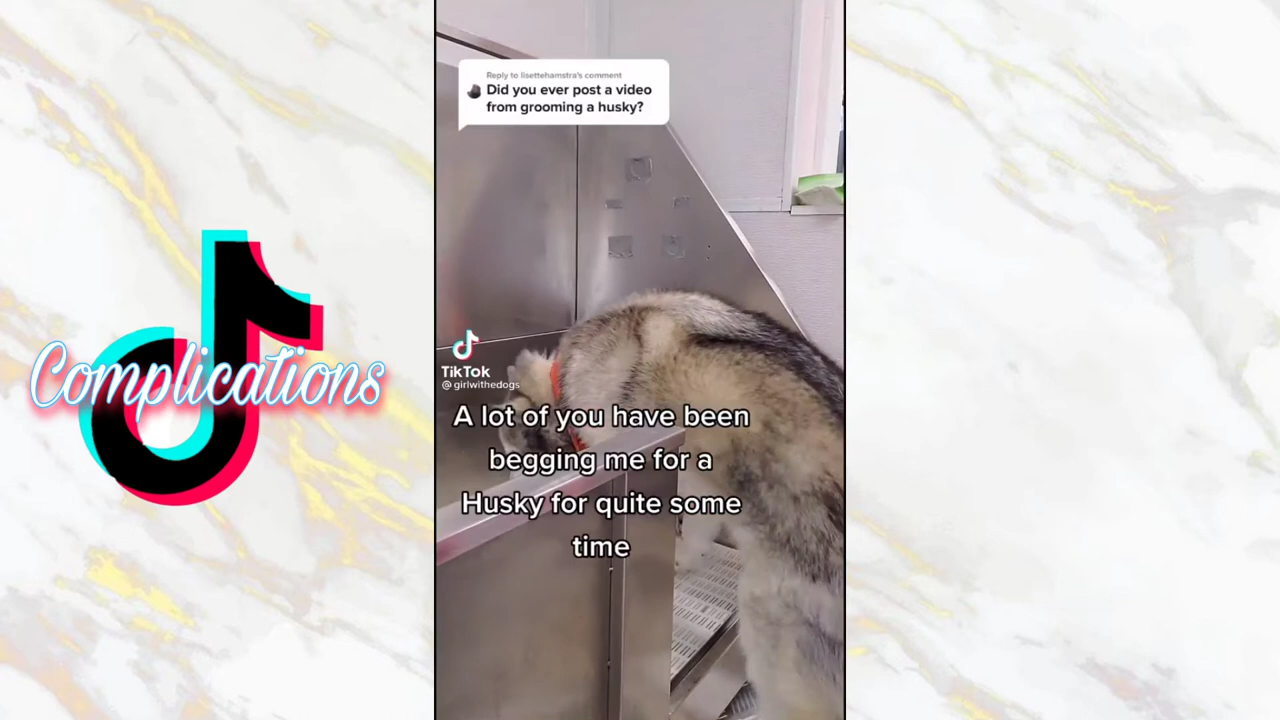 Reply to lisettehamstra's comment
Did you ever post a video
from grooming a husky?
Complications
TikTok
@girlwithedogs
A lot of you have been
begging me for a
Husky for quite some
time